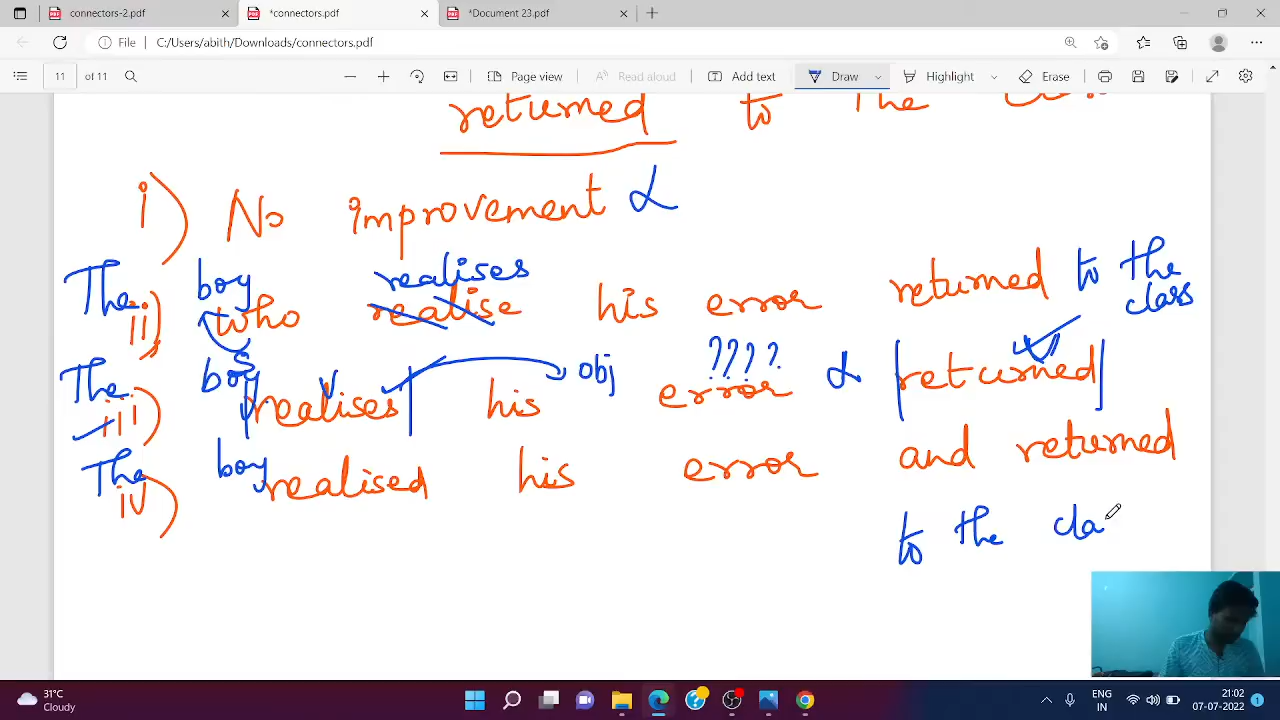 connectors-2.pdf
*connectors.pdf
*Document 23.pdf
File C:/Users/abith/Downloads/connectors.pdf
11 of 11
Page view
Read aloud
Add text
Draw
Highlight
Erase
returned to the
i) No improvement
realises
The boy
ii) who realise his error returned to the class
????
The boy obj
iii) realises his error returned
S V
The boy
iv) realised his error and returned
to the cla
31°C
Cloudy
ENG
IN
21:02
07-07-2022